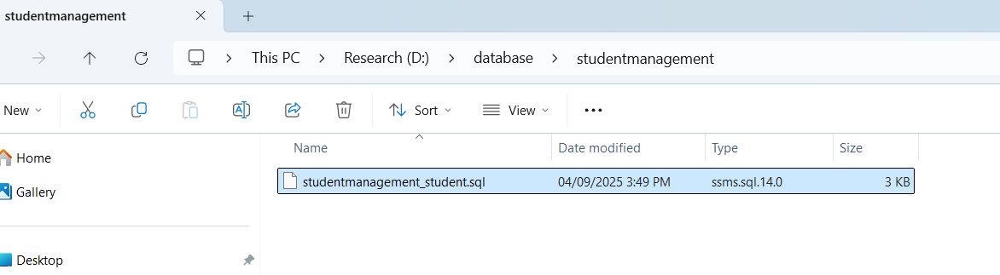 studentmanagement
This PC > Research (D:) > database > studentmanagement
New Sort View
Name Date modified Type Size
studentmanagement_student.sql 04/09/2025 3:49 PM ssms.sql.14.0 3 KB
Home
Gallery
Desktop